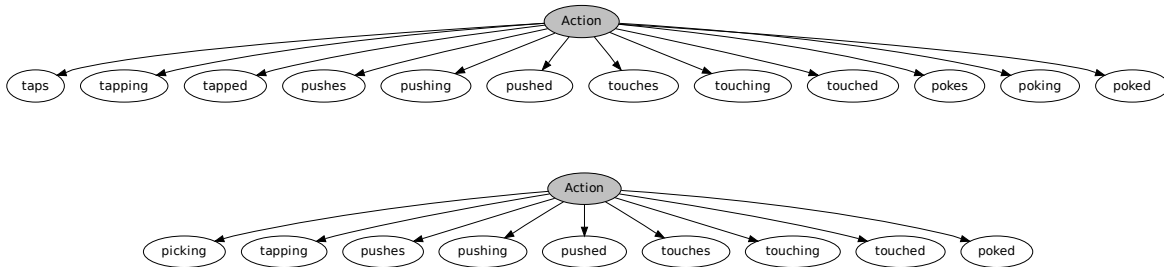 Action
taps tapping tapped pushes pushing pushed touches touching touched pokes poking poked
Action
picking tapping pushes pushing pushed touches touching touched poked